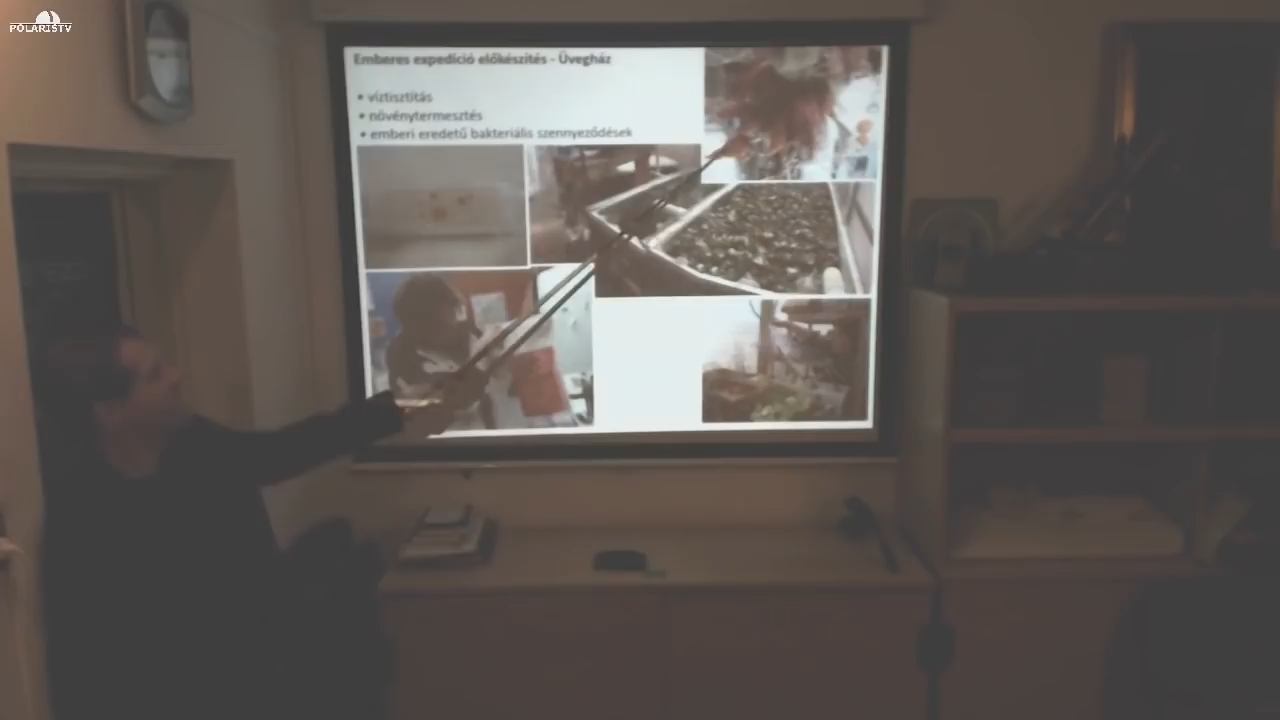 POLARISTV
Emberes expedíció előkészítés - Üvegház
• víztisztítás
• növénytermesztés
• emberi eredetű bakteriális szennyeződések